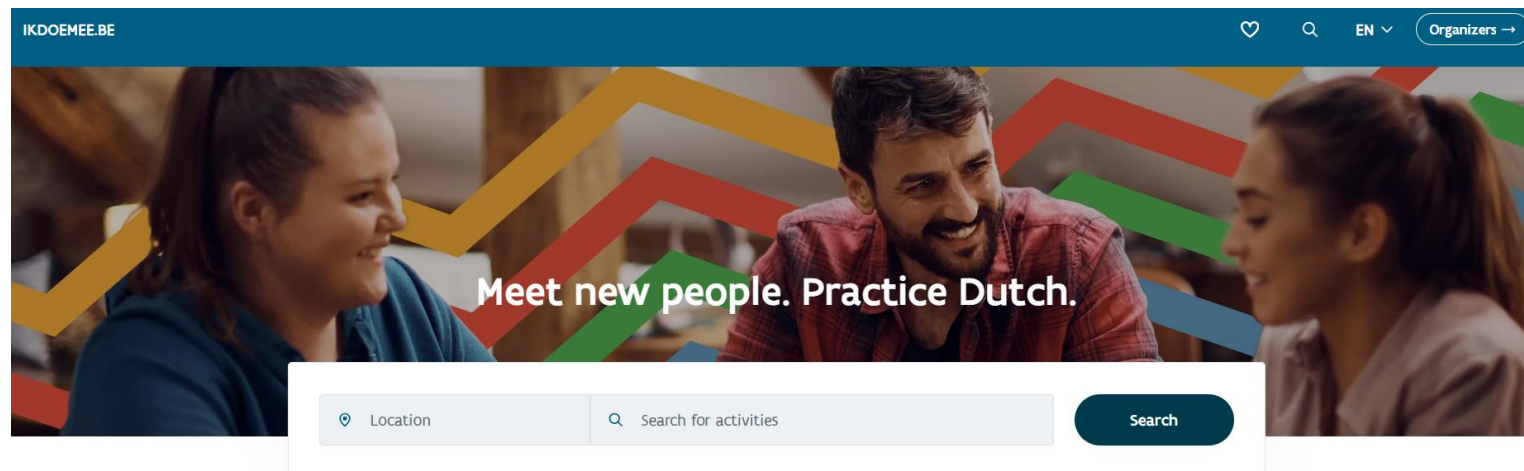 IKDOEMEE.BE
EN
Organizers →
Meet new people. Practice Dutch.
Location
Search for activities
Search